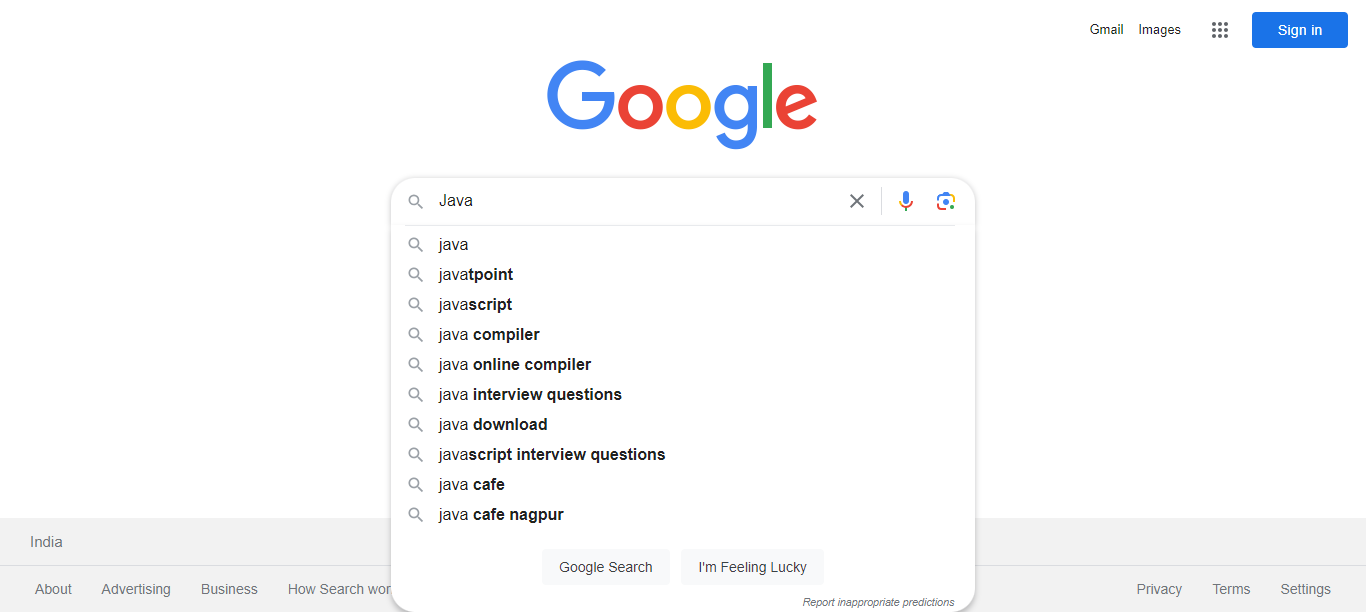 Gmail Images Sign in
Google
Java
java
javatpoint
javascript
java compiler
java online compiler
java interview questions
java download
javascript interview questions
java cafe
java cafe nagpur
Google Search I'm Feeling Lucky
Report inappropriate predictions
India
About Advertising Business How Search wor
Privacy Terms Settings